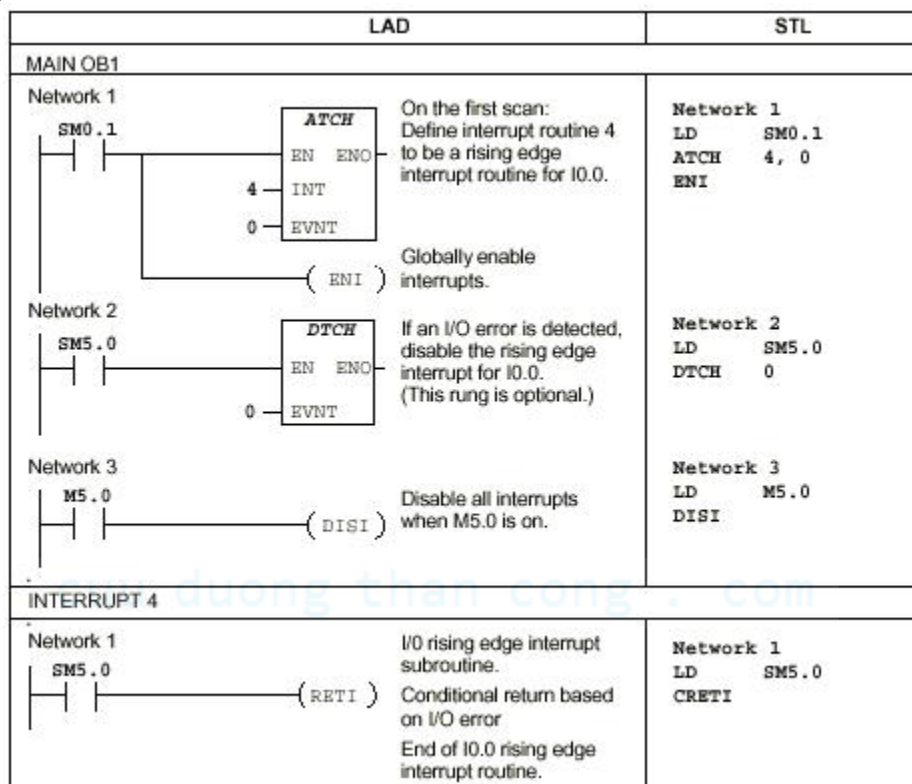 LAD STL
MAIN OB1
Network 1
SM0.1
ATCH
EN ENO
4 INT
0 EVNT
On the first scan:
Define interrupt routine 4
to be a rising edge
interrupt routine for I0.0.
( ENI )
Globally enable
interrupts.
Network 1
LD SM0.1
ATCH 4, 0
ENI
Network 2
SM5.0
DTCH
EN ENO
0 EVNT
If an I/O error is detected,
disable the rising edge
interrupt for I0.0.
(This rung is optional.)
Network 2
LD SM5.0
DTCH 0
Network 3
M5.0
( DISI )
Disable all interrupts
when M5.0 is on.
Network 3
LD M5.0
DISI
duong than cong . com
INTERRUPT 4
Network 1
SM5.0
( RETI )
I/0 rising edge interrupt
subroutine.
Conditional return based
on I/O error
End of I0.0 rising edge
interrupt routine.
Network 1
LD SM5.0
CRETI